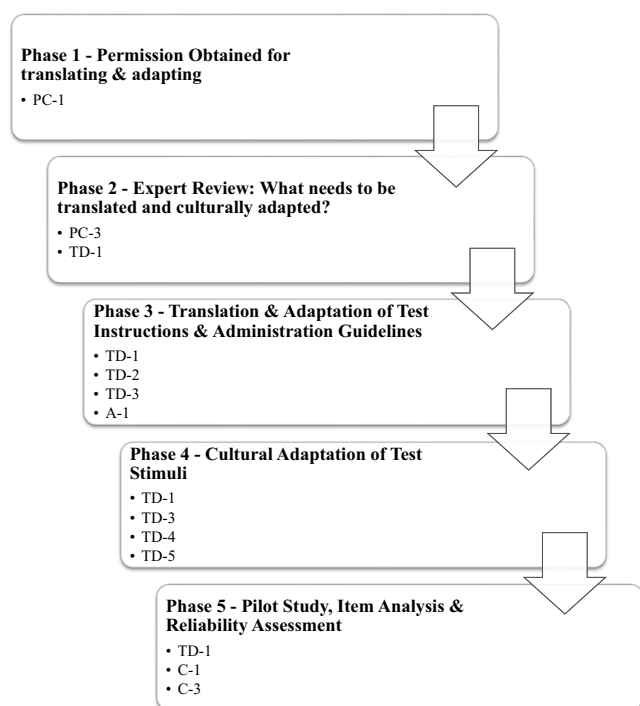 Phase 1 - Permission Obtained for
translating & adapting
• PC-1
Phase 2 - Expert Review: What needs to be
translated and culturally adapted?
• PC-3
• TD-1
Phase 3 - Translation & Adaptation of Test
Instructions & Administration Guidelines
• TD-1
• TD-2
• TD-3
• A-1
Phase 4 - Cultural Adaptation of Test
Stimuli
• TD-1
• TD-3
• TD-4
• TD-5
Phase 5 - Pilot Study, Item Analysis &
Reliability Assessment
• TD-1
• C-1
• C-3